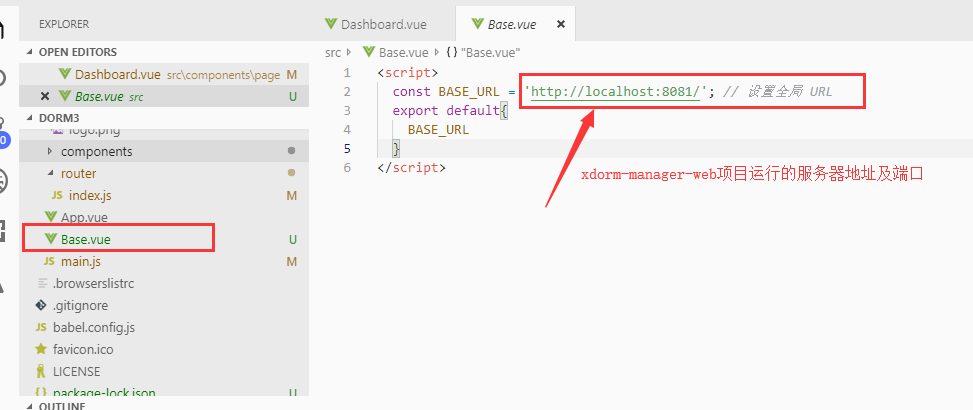 EXPLORER
OPEN EDITORS
Dashboard.vue src\components\page M
Base.vue src U
DORM3
logo.png
components
router
JS index.js M
App.vue
Base.vue U
JS main.js M
.browserslistrc
.gitignore
JS babel.config.js
favicon.ico
LICENSE
{} package-lock.json U
OUTLINE
Dashboard.vue
Base.vue
src Base.vue {} "Base.vue"
1 <script>
2 const BASE_URL = 'http://localhost:8081/'; // 设置全局 URL
3 export default{
4 BASE_URL
5 }
6 </script>
xdorm-manager-web项目运行的服务器地址及端口